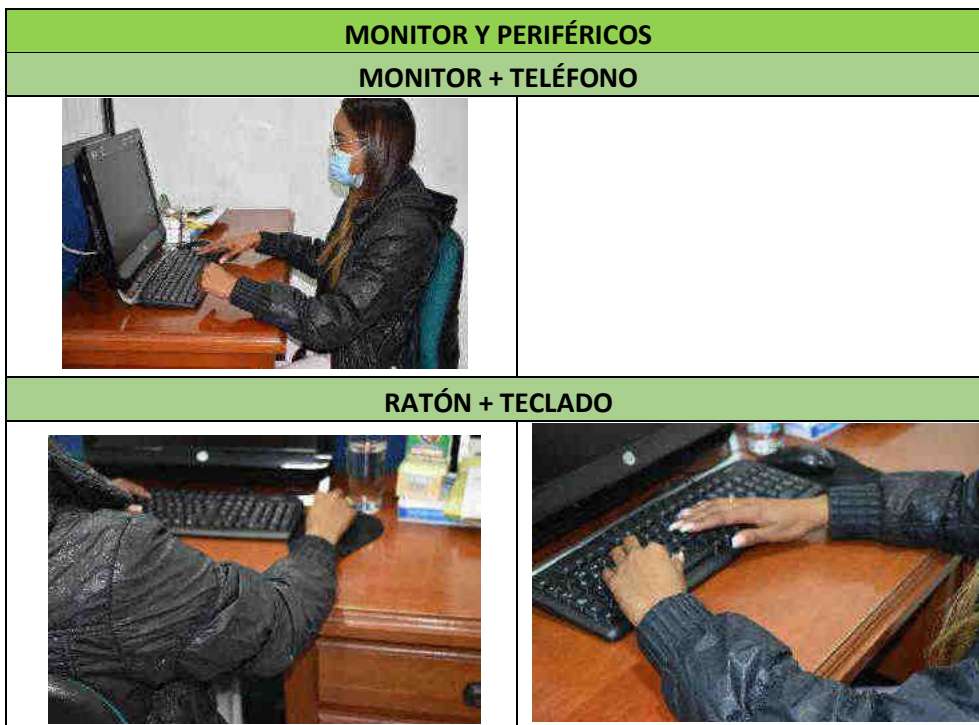 MONITOR Y PERIFÉRICOS
MONITOR + TELÉFONO
RATÓN + TECLADO